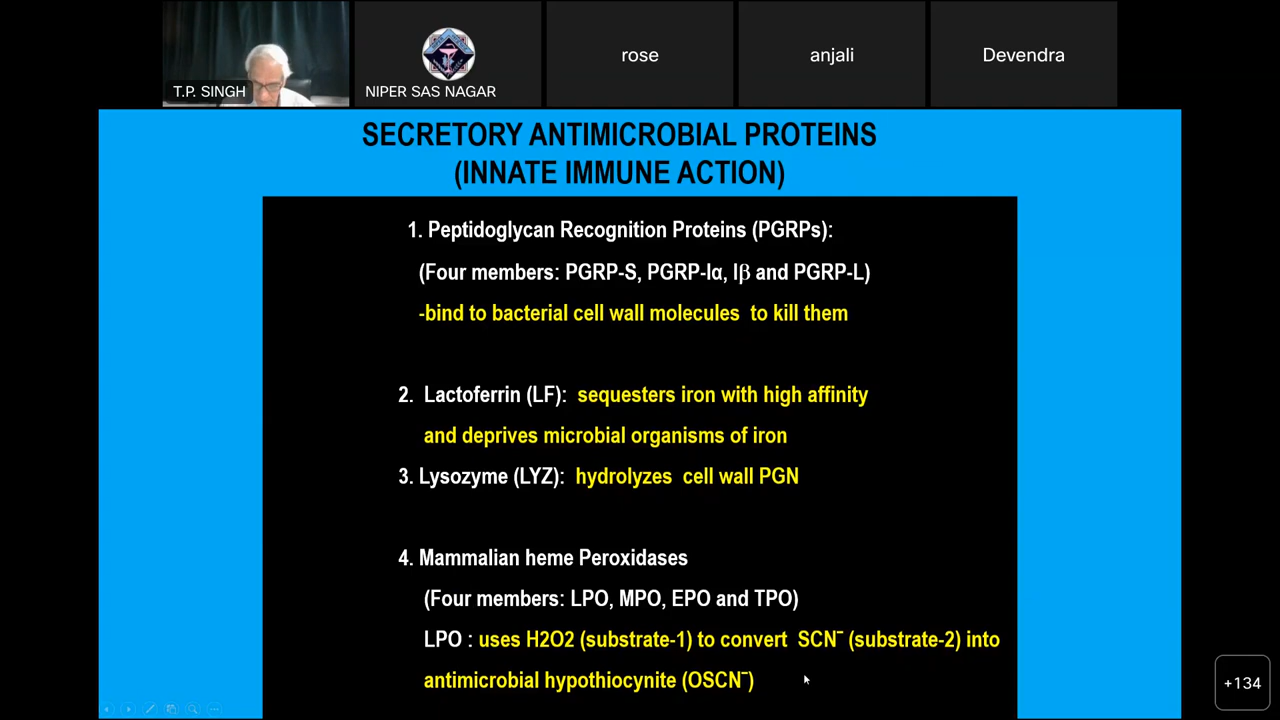 T.P. SINGH
NIPER SAS NAGAR
rose
anjali
Devendra
SECRETORY ANTIMICROBIAL PROTEINS
(INNATE IMMUNE ACTION)
1. Peptidoglycan Recognition Proteins (PGRPs):
(Four members: PGRP-S, PGRP-Iα, Iβ and PGRP-L)
-bind to bacterial cell wall molecules to kill them
2. Lactoferrin (LF): sequesters iron with high affinity
and deprives microbial organisms of iron
3. Lysozyme (LYZ): hydrolyzes cell wall PGN
4. Mammalian heme Peroxidases
(Four members: LPO, MPO, EPO and TPO)
LPO : uses H2O2 (substrate-1) to convert SCN⁻ (substrate-2) into
antimicrobial hypothiocynite (OSCN⁻)
+134